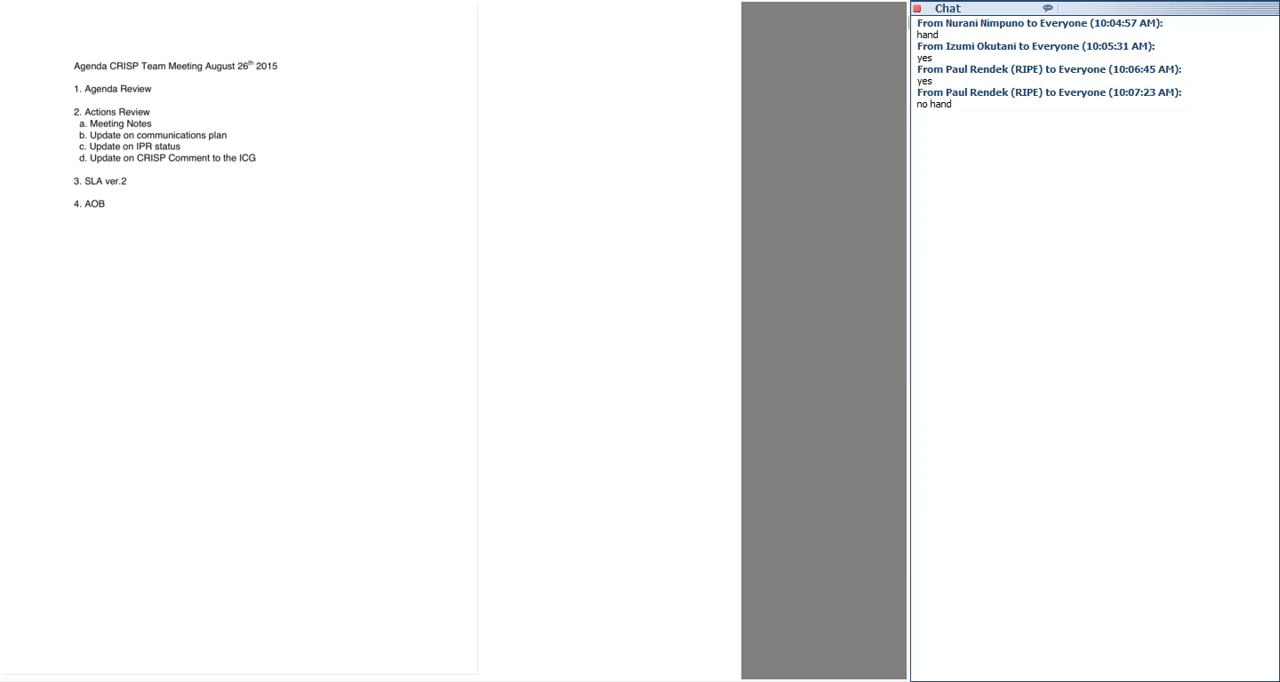 Agenda CRISP Team Meeting August 26th 2015
1. Agenda Review
2. Actions Review
a. Meeting Notes
b. Update on communications plan
c. Update on IPR status
d. Update on CRISP Comment to the ICG
3. SLA ver.2
4. AOB
Chat
From Nurani Nimpuno to Everyone (10:04:57 AM):
hand
From Izumi Okutani to Everyone (10:05:31 AM):
yes
From Paul Rendek (RIPE) to Everyone (10:06:45 AM):
yes
From Paul Rendek (RIPE) to Everyone (10:07:23 AM):
no hand